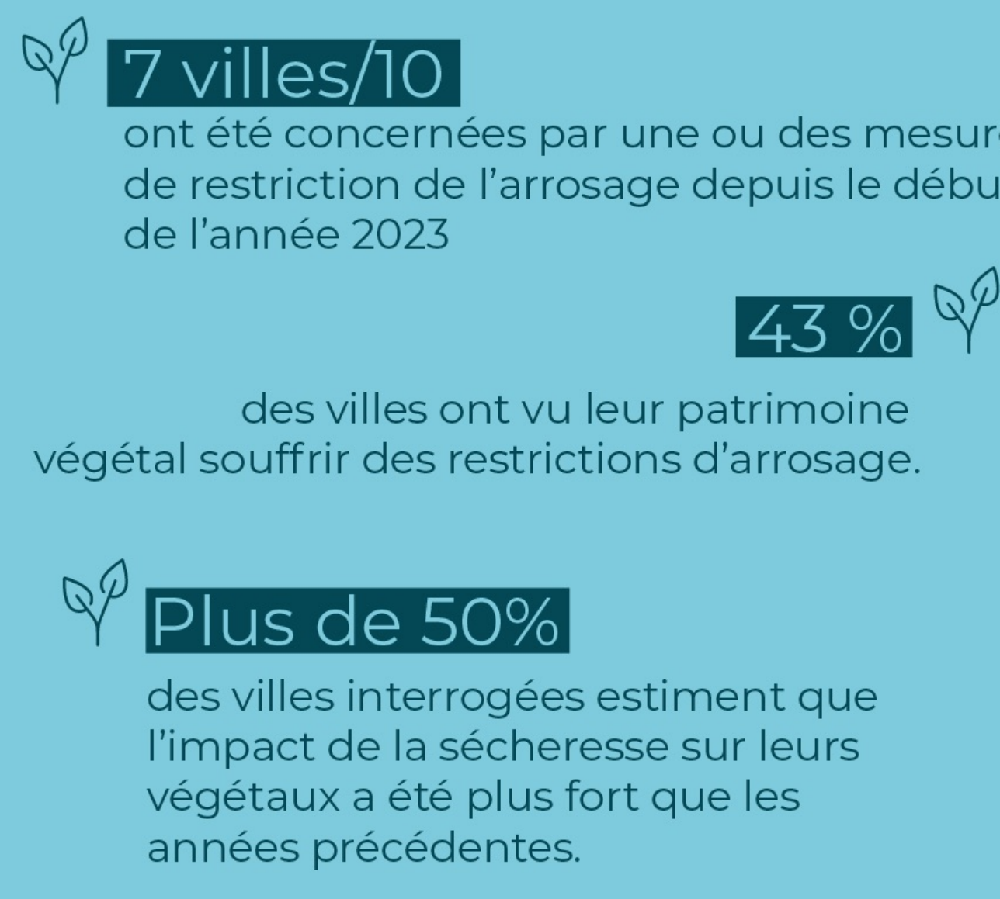 7 villes/10
ont été concernées par une ou des mesur
de restriction de l’arrosage depuis le débu
de l’année 2023
43 %
des villes ont vu leur patrimoine
végétal souffrir des restrictions d’arrosage.
Plus de 50%
des villes interrogées estiment que
l’impact de la sécheresse sur leurs
végétaux a été plus fort que les
années précédentes.